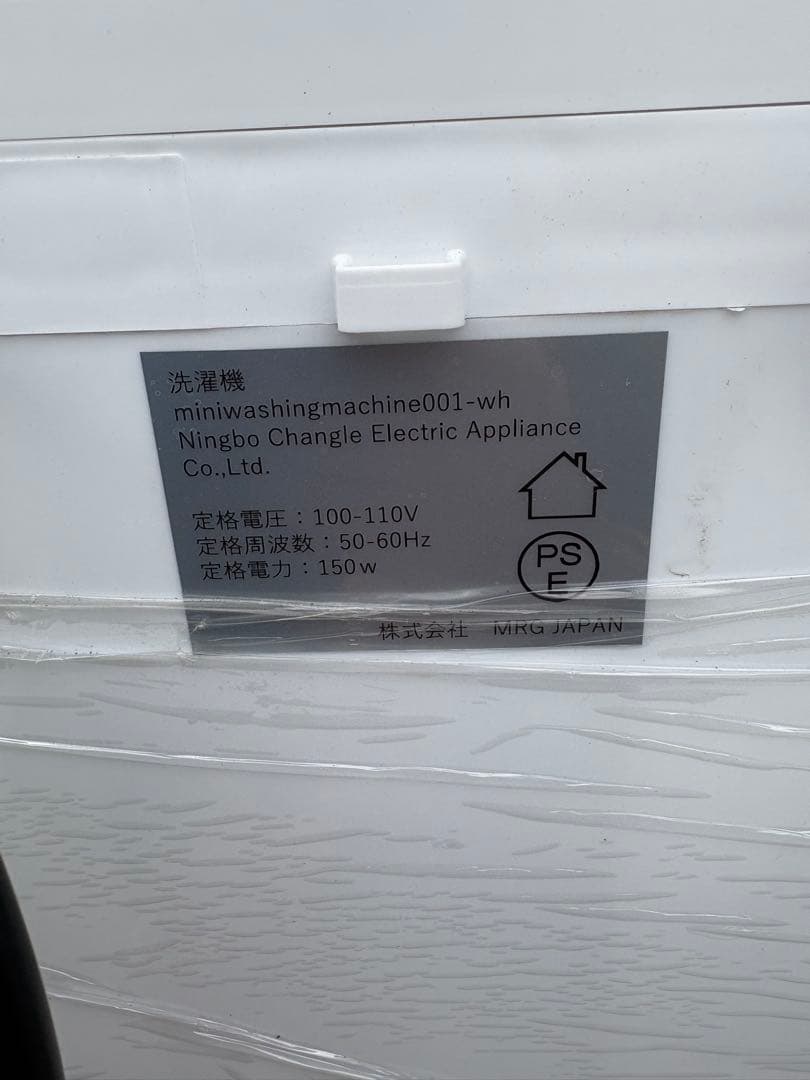 洗濯機
miniwashingmachine001-wh
Ningbo Changle Electric Appliance
Co.,Ltd.
定格電圧：100-110V
定格周波数：50-60Hz
定格電力：150w
PS
E
株式会社　MRG JAPAN